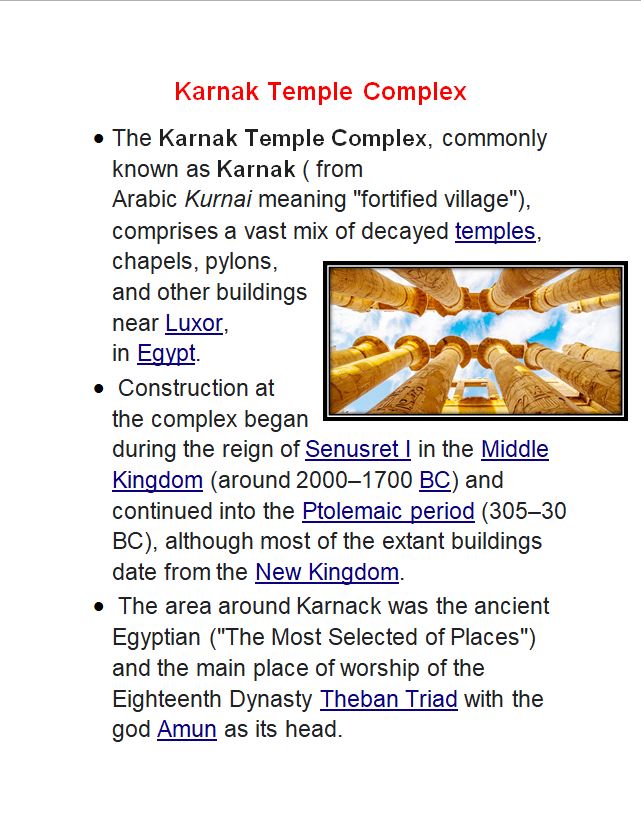 Karnak Temple Complex
• The Karnak Temple Complex, commonly
known as Karnak ( from
Arabic Kurnai meaning "fortified village"),
comprises a vast mix of decayed temples,
chapels, pylons,
and other buildings
near Luxor,
in Egypt.
• Construction at
the complex began
during the reign of Senusret I in the Middle
Kingdom (around 2000–1700 BC) and
continued into the Ptolemaic period (305–30
BC), although most of the extant buildings
date from the New Kingdom.
• The area around Karnack was the ancient
Egyptian ("The Most Selected of Places")
and the main place of worship of the
Eighteenth Dynasty Theban Triad with the
god Amun as its head.